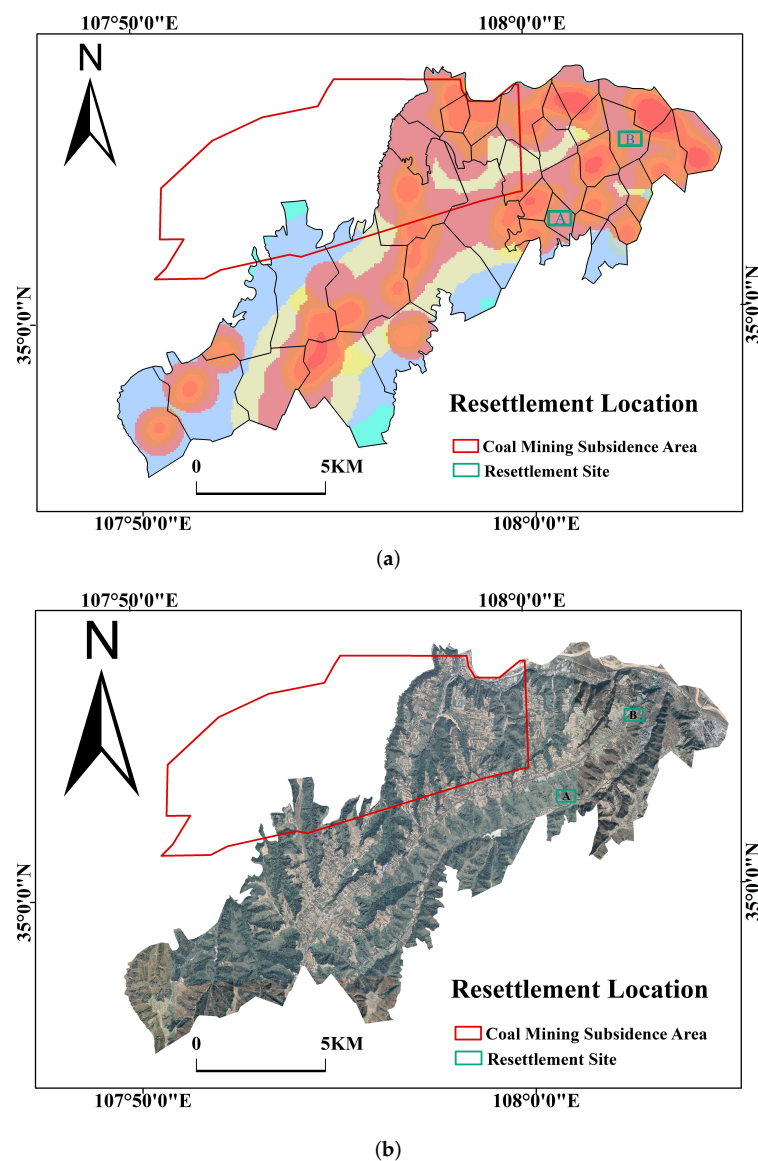 107°50'0"E 108°0'0"E
N
B
A
35°0'0"N 35°0'0"N
Resettlement Location
Coal Mining Subsidence Area
Resettlement Site
0 5KM
107°50'0"E 108°0'0"E
(a)
107°50'0"E 108°0'0"E
N
B
A
35°0'0"N 35°0'0"N
Resettlement Location
Coal Mining Subsidence Area
Resettlement Site
0 5KM
107°50'0"E 108°0'0"E
(b)